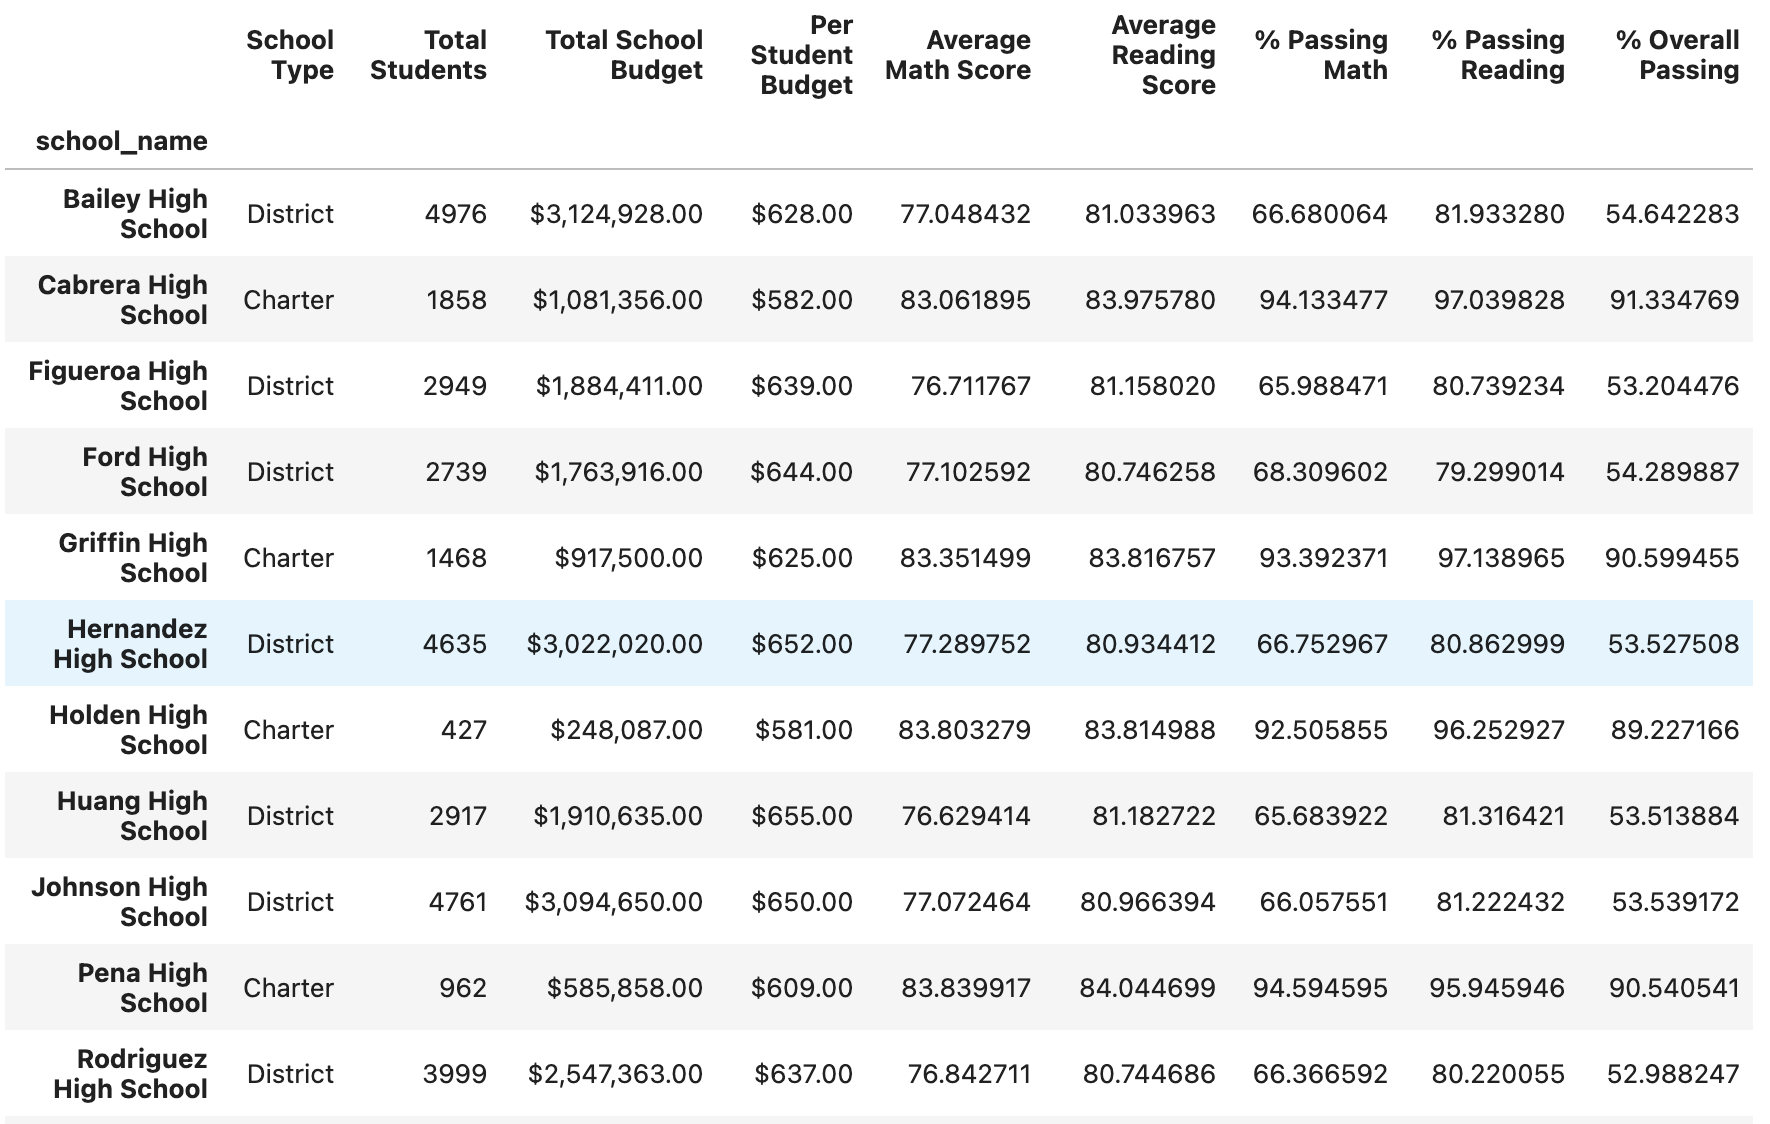 School Type Total Students Total School Budget Per Student Budget Average Math Score Average Reading Score % Passing Math % Passing Reading % Overall Passing
school_name
Bailey High School District 4976 $3,124,928.00 $628.00 77.048432 81.033963 66.680064 81.933280 54.642283
Cabrera High School Charter 1858 $1,081,356.00 $582.00 83.061895 83.975780 94.133477 97.039828 91.334769
Figueroa High School District 2949 $1,884,411.00 $639.00 76.711767 81.158020 65.988471 80.739234 53.204476
Ford High School District 2739 $1,763,916.00 $644.00 77.102592 80.746258 68.309602 79.299014 54.289887
Griffin High School Charter 1468 $917,500.00 $625.00 83.351499 83.816757 93.392371 97.138965 90.599455
Hernandez High School District 4635 $3,022,020.00 $652.00 77.289752 80.934412 66.752967 80.862999 53.527508
Holden High School Charter 427 $248,087.00 $581.00 83.803279 83.814988 92.505855 96.252927 89.227166
Huang High School District 2917 $1,910,635.00 $655.00 76.629414 81.182722 65.683922 81.316421 53.513884
Johnson High School District 4761 $3,094,650.00 $650.00 77.072464 80.966394 66.057551 81.222432 53.539172
Pena High School Charter 962 $585,858.00 $609.00 83.839917 84.044699 94.594595 95.945946 90.540541
Rodriguez High School District 3999 $2,547,363.00 $637.00 76.842711 80.744686 66.366592 80.220055 52.988247